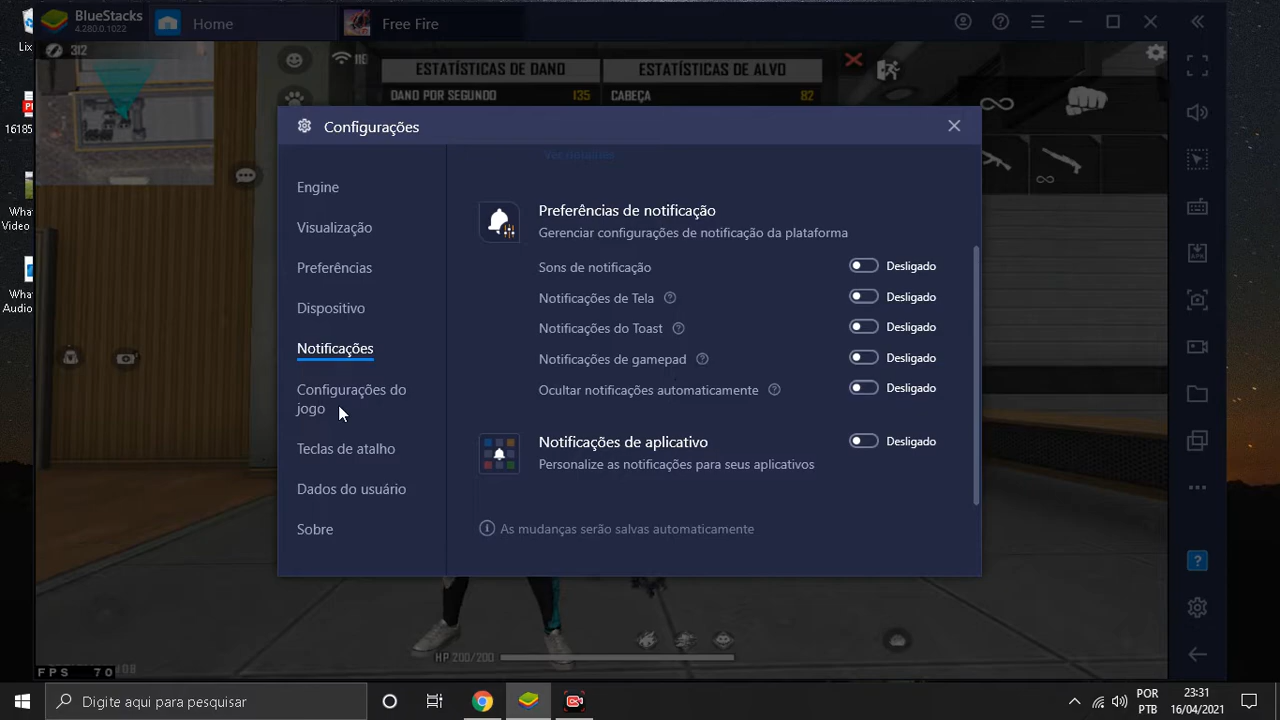 BlueStacks
4.280.0.1022
Home
Free Fire
312
ESTATÍSTICAS DE DANO
ESTATÍSTICAS DE ALVO
DANO POR SEGUNDO 135
CABEÇA 82
Configurações
Engine
Visualização
Preferências
Dispositivo
Notificações
Configurações do
jogo
Teclas de atalho
Dados do usuário
Sobre
Preferências de notificação
Gerenciar configurações de notificação da plataforma
Sons de notificação Desligado
Notificações de Tela Desligado
Notificações do Toast Desligado
Notificações de gamepad Desligado
Ocultar notificações automaticamente Desligado
Notificações de aplicativo Desligado
Personalize as notificações para seus aplicativos
As mudanças serão salvas automaticamente
HP 200/200
FPS 70
Digite aqui para pesquisar
POR
PTB
23:31
16/04/2021